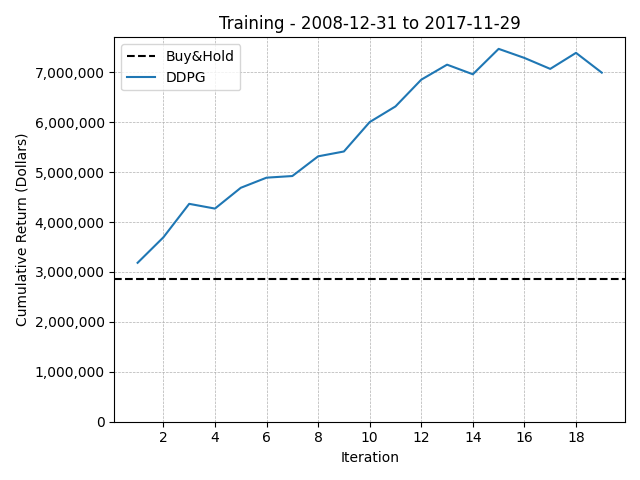 Training - 2008-12-31 to 2017-11-29
Buy&Hold
DDPG
7,000,000
6,000,000
5,000,000
4,000,000
3,000,000
2,000,000
1,000,000
0
Cumulative Return (Dollars)
2 4 6 8 10 12 14 16 18
Iteration